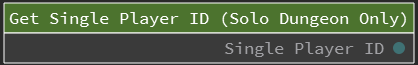 Get Single Player ID (Solo Dungeon Only)
Single Player ID